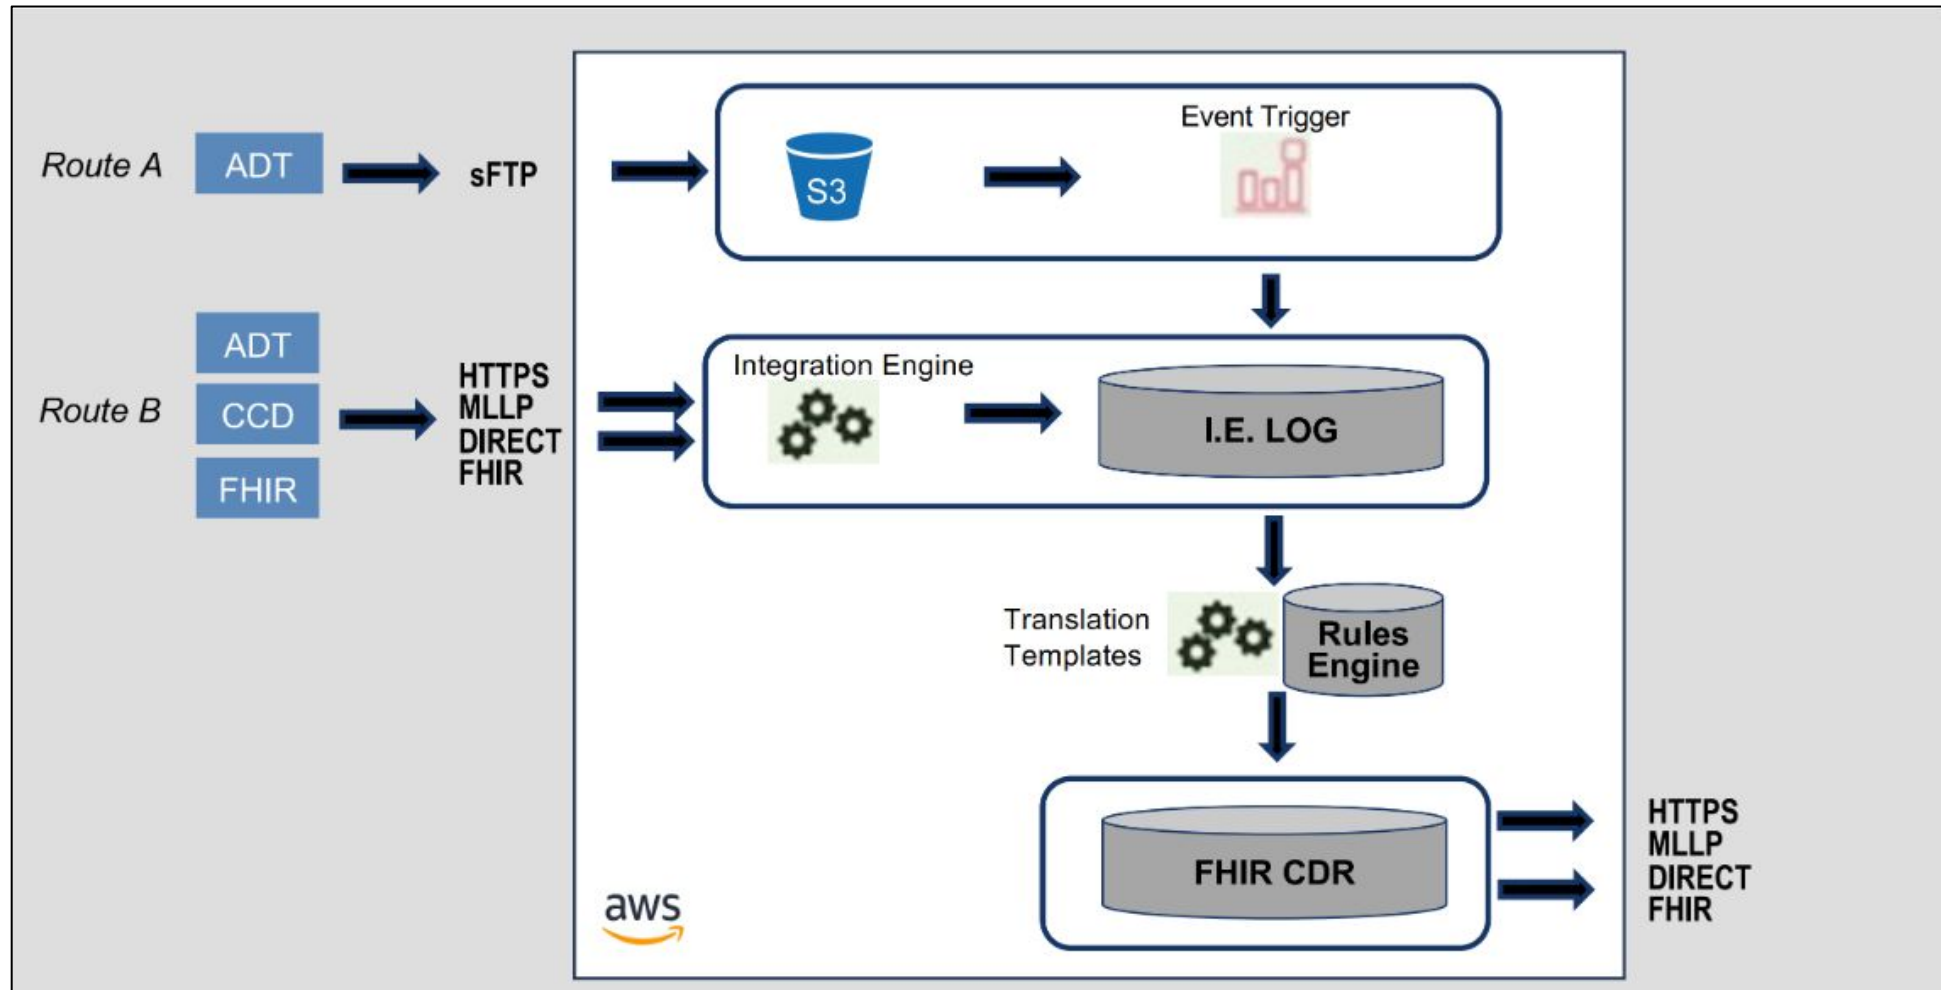 Route A
ADT
sFTP
S3
Event Trigger
Route B
ADT
CCD
FHIR
HTTPS
MLLP
DIRECT
FHIR
Integration Engine
I.E. LOG
Translation
Templates
Rules
Engine
FHIR CDR
HTTPS
MLLP
DIRECT
FHIR
aws